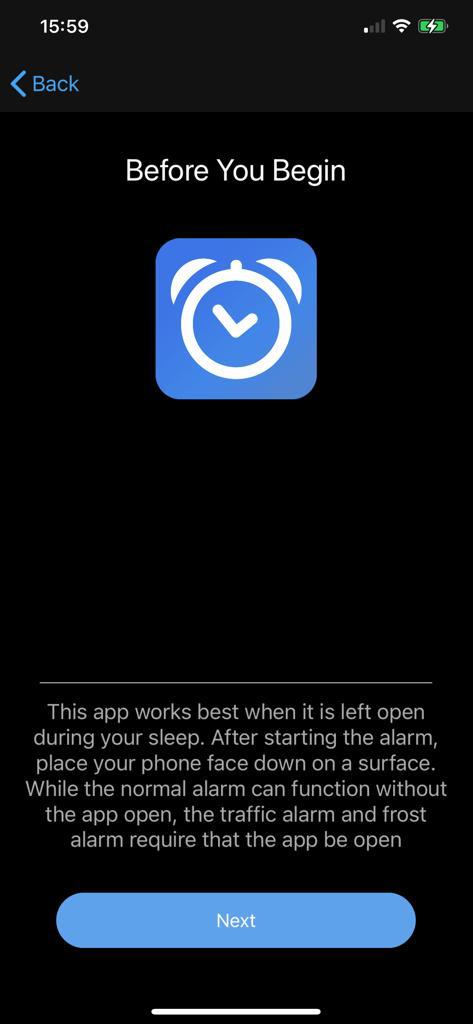 15:59
Back
Before You Begin
This app works best when it is left open
during your sleep. After starting the alarm,
place your phone face down on a surface.
While the normal alarm can function without
the app open, the traffic alarm and frost
alarm require that the app be open
Next